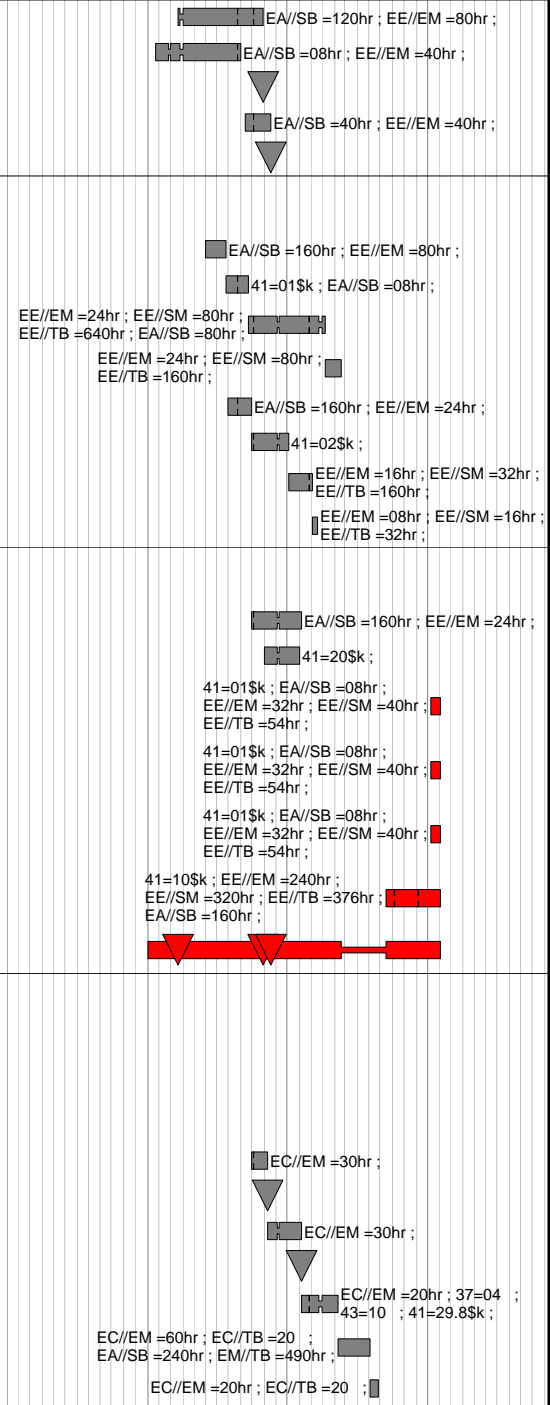 EA//SB =120hr ; EE//EM =80hr ;
EA//SB =08hr ; EE//EM =40hr ;
EA//SB =40hr ; EE//EM =40hr ;
EA//SB =160hr ; EE//EM =80hr ;
41=01$k ; EA//SB =08hr ;
EE//EM =24hr ; EE//SM =80hr ;
EE//TB =640hr ; EA//SB =80hr ;
EE//EM =24hr ; EE//SM =80hr ;
EE//TB =160hr ;
EA//SB =160hr ; EE//EM =24hr ;
41=02$k ;
EE//EM =16hr ; EE//SM =32hr ;
EE//TB =160hr ;
EE//EM =08hr ; EE//SM =16hr ;
EE//TB =32hr ;
EA//SB =160hr ; EE//EM =24hr ;
41=20$k ;
41=01$k ; EA//SB =08hr ;
EE//EM =32hr ; EE//SM =40hr ;
EE//TB =54hr ;
41=01$k ; EA//SB =08hr ;
EE//EM =32hr ; EE//SM =40hr ;
EE//TB =54hr ;
41=01$k ; EA//SB =08hr ;
EE//EM =32hr ; EE//SM =40hr ;
EE//TB =54hr ;
41=10$k ; EE//EM =240hr ;
EE//SM =320hr ; EE//TB =376hr ;
EA//SB =160hr ;
EC//EM =30hr ;
EC//EM =30hr ;
EC//EM =20hr ; 37=04 ;
43=10 ; 41=29.8$k ;
EC//EM =60hr ; EC//TB =20 ;
EA//SB =240hr ; EM//TB =490hr ;
EC//EM =20hr ; EC//TB =20 ;